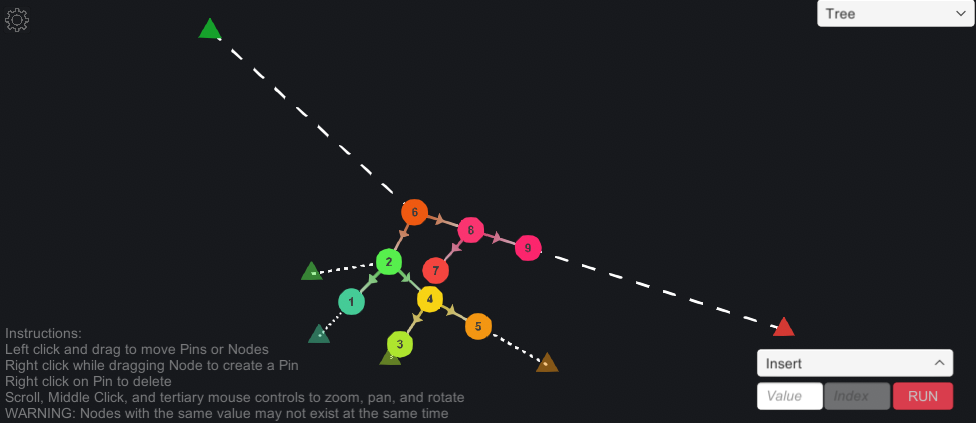 Tree
6
8
9
2
7
1
4
5
3
Instructions:
Left click and drag to move Pins or Nodes
Right click while dragging Node to create a Pin
Right click on Pin to delete
Scroll, Middle Click, and tertiary mouse controls to zoom, pan, and rotate
WARNING: Nodes with the same value may not exist at the same time
Insert
Value Index RUN